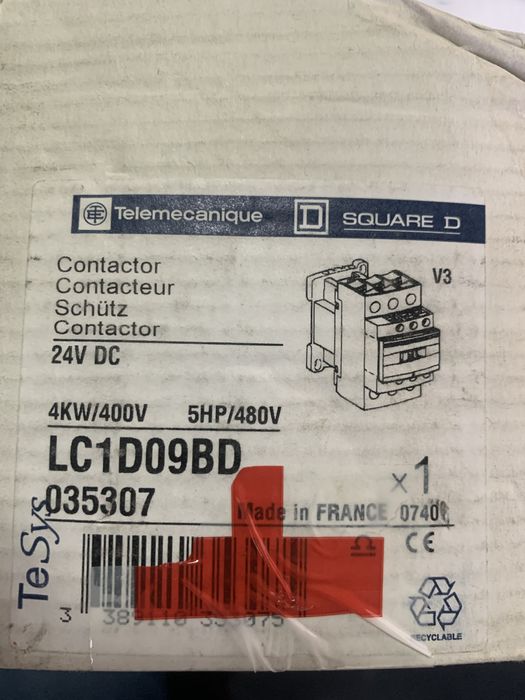 Telemecanique SQUARE D
Contactor
Contacteur
Schütz
Contactor
V3
24V DC
4KW/400V 5HP/480V
LC1D09BD
035307
x1
Made in FRANCE
TeSys
CE
3
RECYCLABLE